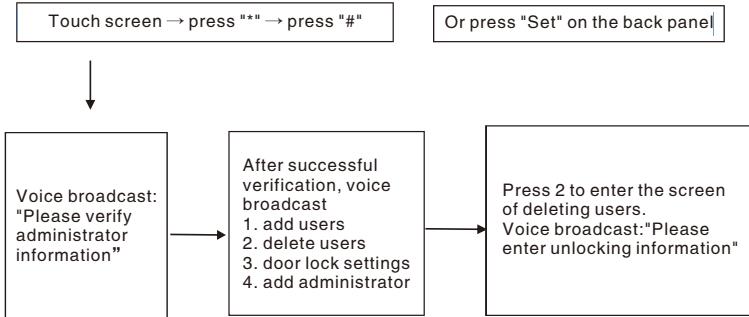 Touch screen → press "*" → press "#"
Or press "Set" on the back panel
Voice broadcast:
"Please verify
administrator
information”
After successful
verification, voice
broadcast
1. add users
2. delete users
3. door lock settings
4. add administrator
Press 2 to enter the screen
of deleting users.
Voice broadcast:"Please
enter unlocking information"